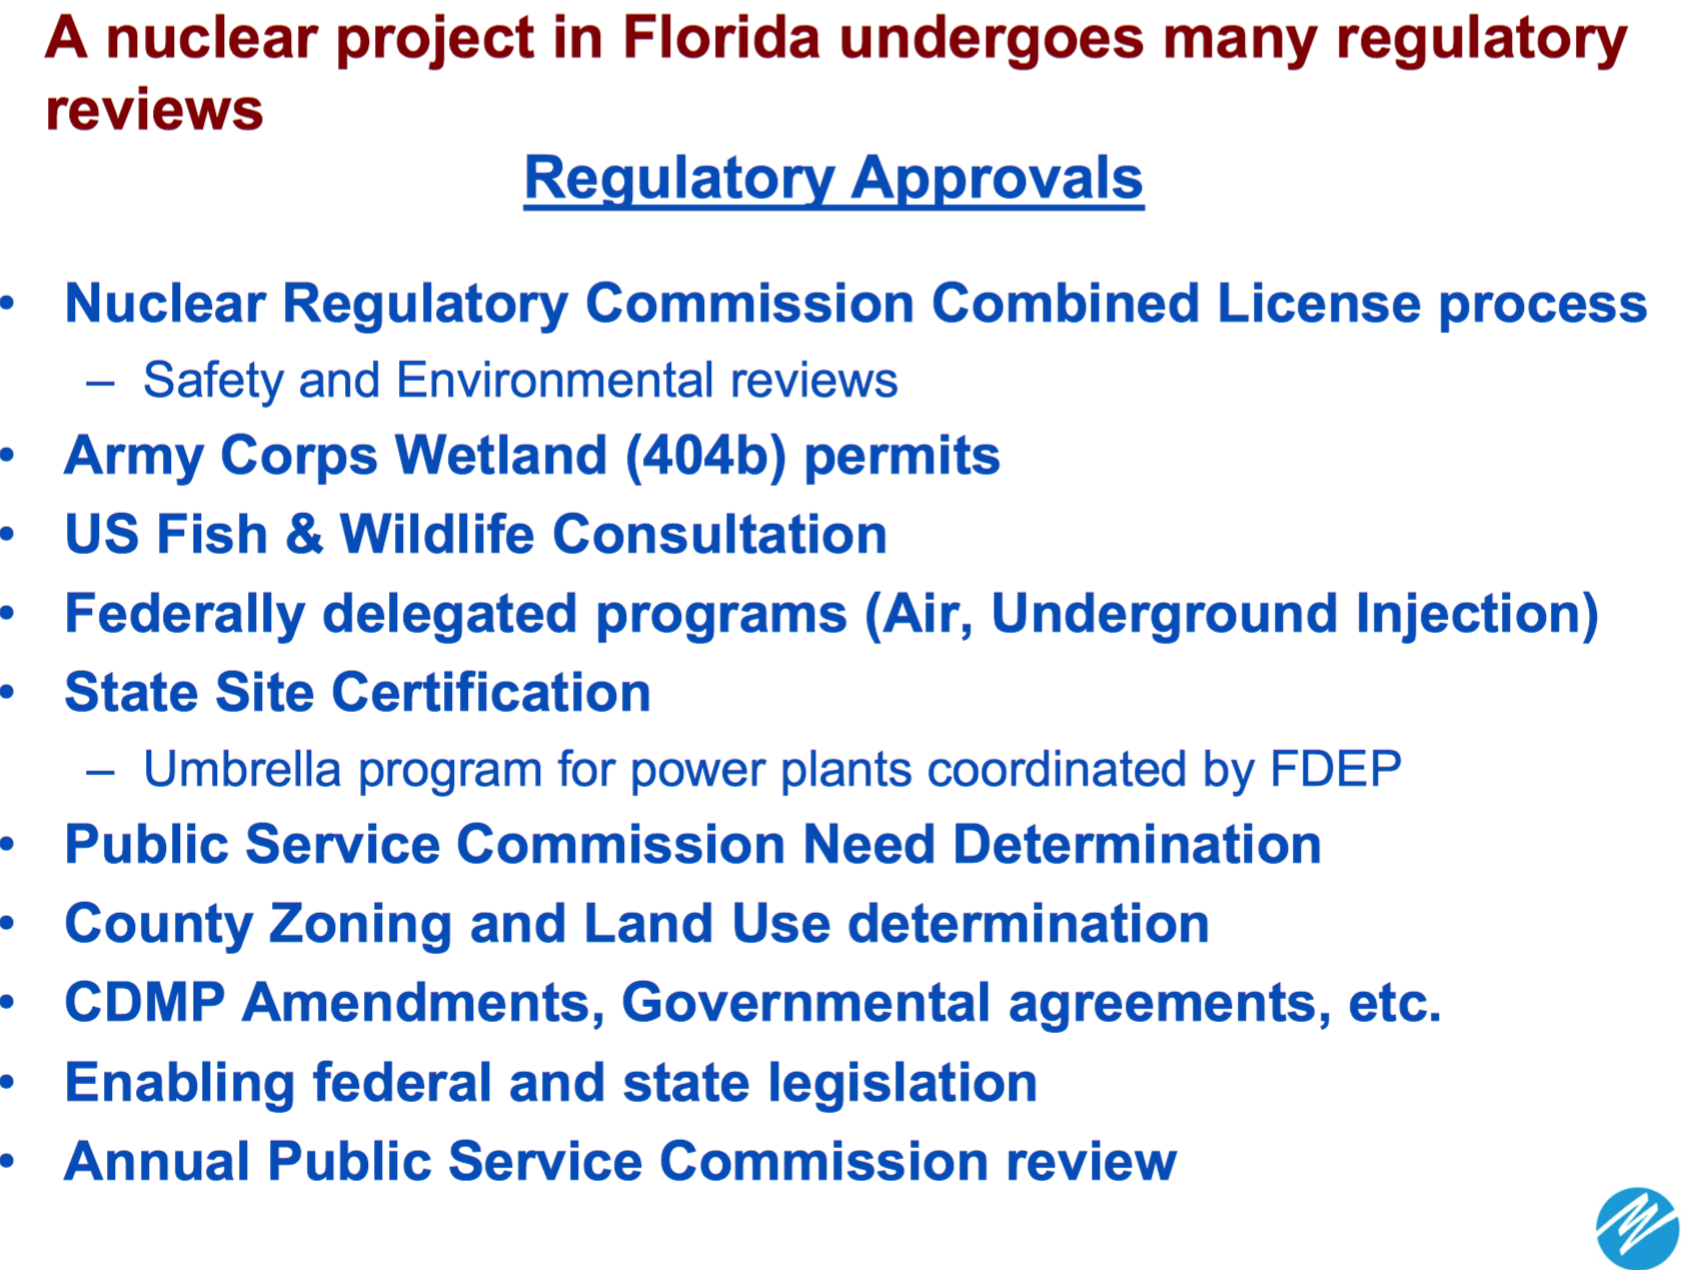 A nuclear project in Florida undergoes many regulatory
reviews
Regulatory Approvals
• Nuclear Regulatory Commission Combined License process
– Safety and Environmental reviews
• Army Corps Wetland (404b) permits
• US Fish & Wildlife Consultation
• Federally delegated programs (Air, Underground Injection)
• State Site Certification
– Umbrella program for power plants coordinated by FDEP
• Public Service Commission Need Determination
• County Zoning and Land Use determination
• CDMP Amendments, Governmental agreements, etc.
• Enabling federal and state legislation
• Annual Public Service Commission review